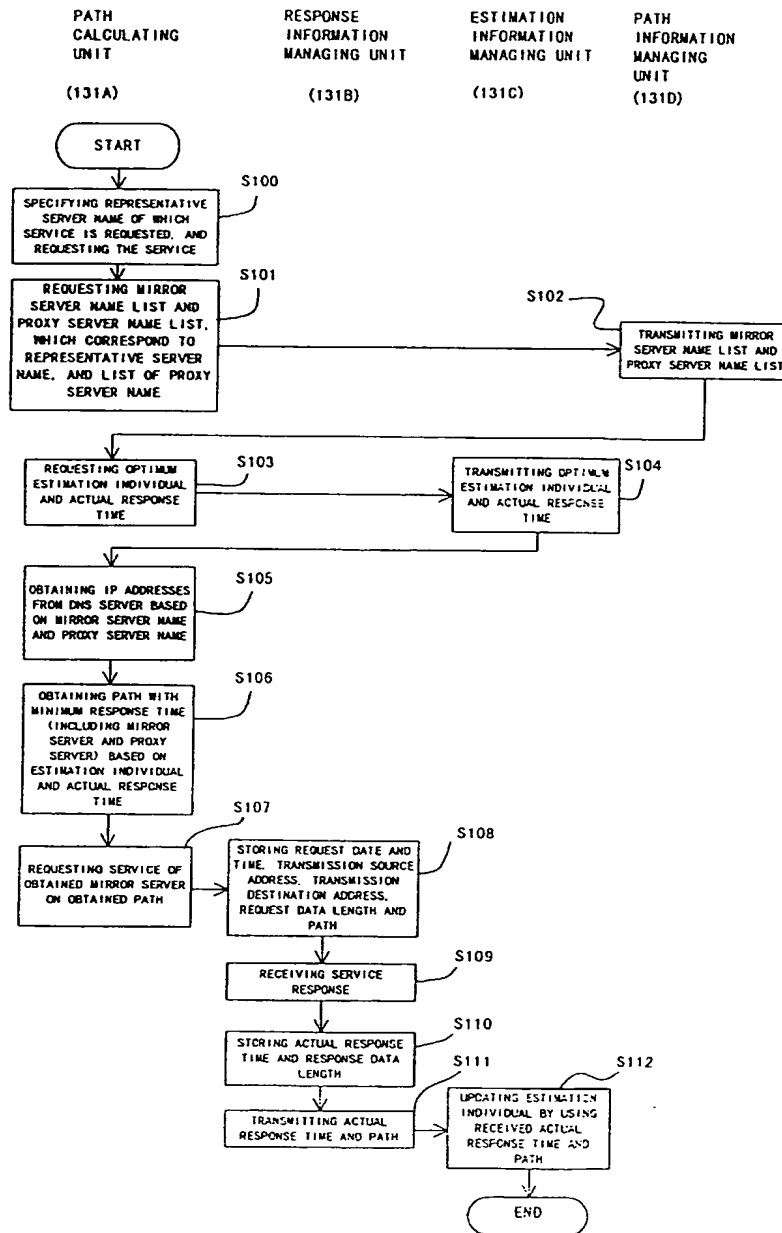 PATH
CALCULATING
UNIT
(131A)
RESPONSE
INFORMATION
MANAGING UNIT
(131B)
ESTIMATION
INFORMATION
MANAGING UNIT
(131C)
PATH
INFORMATION
MANAGING
UNIT
(131D)
START
S100
SPECIFYING REPRESENTATIVE
SERVER NAME OF WHICH
SERVICE IS REQUESTED, AND
REQUESTING THE SERVICE
S101
REQUESTING MIRROR
SERVER NAME LIST AND
PROXY SERVER NAME LIST,
WHICH CORRESPOND TO
REPRESENTATIVE SERVER
NAME, AND LIST OF PROXY
SERVER NAME
S102
TRANSMITTING MIRROR
SERVER NAME LIST AND
PROXY SERVER NAME LIST
S103
REQUESTING OPTIMUM
ESTIMATION INDIVIDUAL
AND ACTUAL RESPONSE
TIME
S104
TRANSMITTING OPTIMUM
ESTIMATION INDIVIDUAL
AND ACTUAL RESPONSE
TIME
S105
OBTAINING IP ADDRESSES
FROM DNS SERVER BASED
ON MIRROR SERVER NAME
AND PROXY SERVER NAME
S106
OBTAINING PATH WITH
MINIMUM RESPONSE TIME
(INCLUDING MIRROR
SERVER AND PROXY
SERVER) BASED ON
ESTIMATION INDIVIDUAL
AND ACTUAL RESPONSE
TIME
S107
REQUESTING SERVICE OF
OBTAINED MIRROR SERVER
ON OBTAINED PATH
S108
STORING REQUEST DATE AND
TIME, TRANSMISSION SOURCE
ADDRESS, TRANSMISSION
DESTINATION ADDRESS,
REQUEST DATA LENGTH AND
PATH
S109
RECEIVING SERVICE
RESPONSE
S110
STORING ACTUAL RESPONSE
TIME AND RESPONSE DATA
LENGTH
S111
TRANSMITTING ACTUAL
RESPONSE TIME AND PATH
S112
UPDATING ESTIMATION
INDIVIDUAL BY USING
RECEIVED ACTUAL
RESPONSE TIME AND
PATH
END